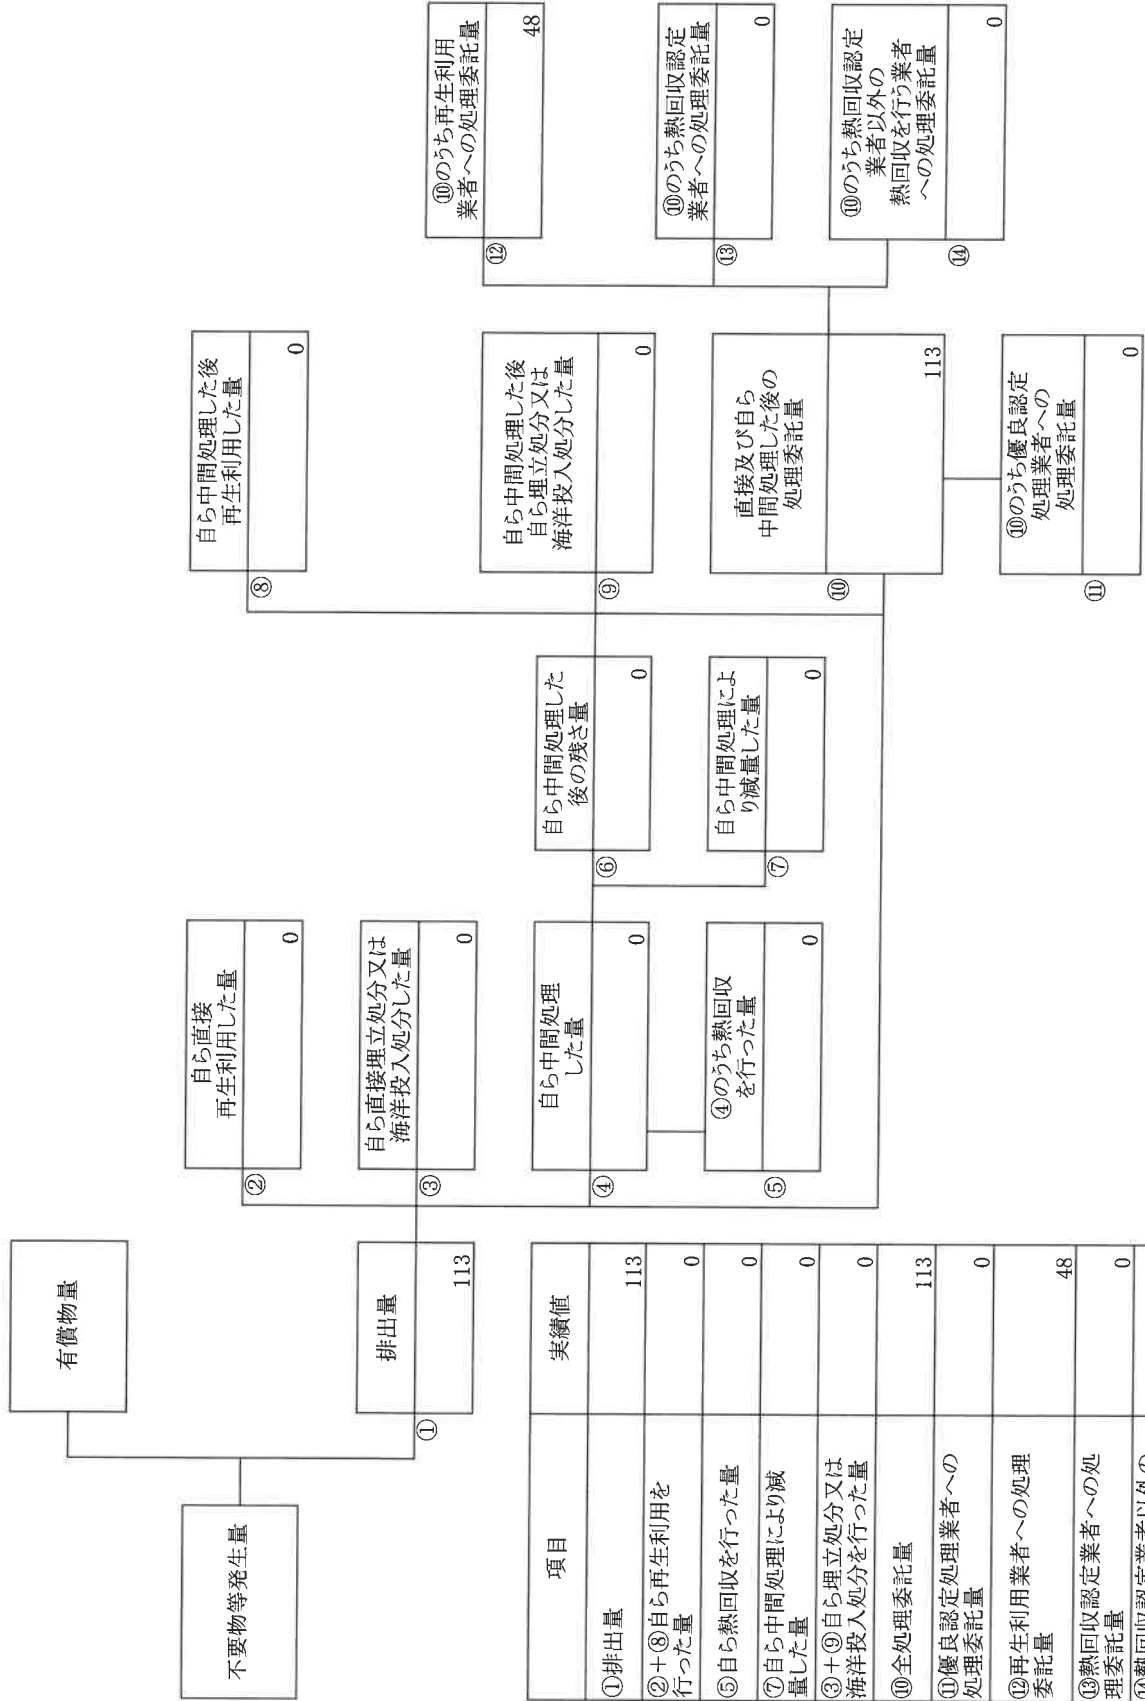 不要物等発生量
有償物量
①
排出量
113
②
自ら直接
再生利用した量
0
③
自ら直接埋立処分又は
海洋投入処分した量
0
④
自ら中間処理
した量
0
⑤
④のうち熱回収
を行った量
0
⑥
自ら中間処理した
後の残さ量
0
⑦
自ら中間処理によ
り減量した量
0
⑧
自ら中間処理した後
再生利用した量
0
⑨
自ら中間処理した後
自ら埋立処分又は
海洋投入処分した量
0
⑩
直接及び自ら
中間処理した後の
処理委託量
113
⑪
⑩のうち優良認定
処理業者への
処理委託量
0
⑫
⑩のうち再生利用
業者への処理委託量
48
⑬
⑩のうち熱回収認定
業者への処理委託量
0
⑭
⑩のうち熱回収認定
業者以外の
熱回収を行う業者
への処理委託量
0
項目 実績値
①排出量 113
②+⑧自ら再生利用を
行った量 0
⑤自ら熱回収を行った量 0
⑦自ら中間処理により減
量した量 0
③+⑨自ら埋立処分又は
海洋投入処分を行った量 0
⑩全処理委託量 113
⑪優良認定処理業者への
処理委託量 0
⑫再生利用業者への処理
委託量 48
⑬熱回収認定業者への処
理委託量 0
⑭熱回収認定業者以外の